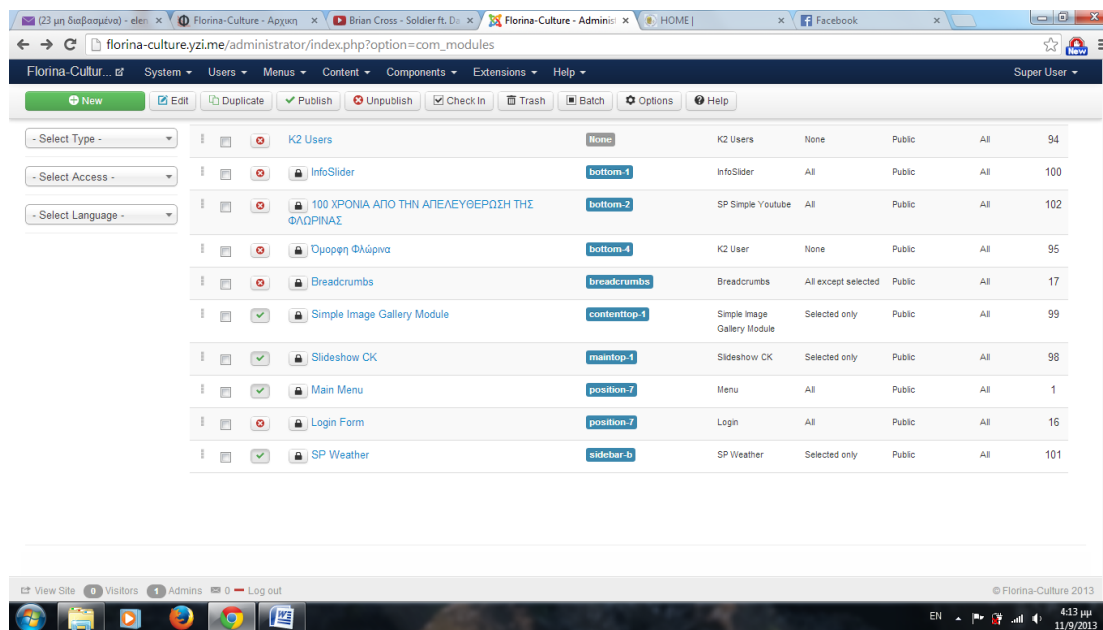 (23 μη διαβασμένα) - elen
Florina-Culture - Αρχικη
Brian Cross - Soldier ft. Da
Florina-Culture - Administ
HOME |
Facebook
florina-culture.yzi.me/administrator/index.php?option=com_modules
New
Florina-Cultur... System Users Menus Content Components Extensions Help Super User
New Edit Duplicate Publish Unpublish Check In Trash Batch Options Help
- Select Type -
- Select Access -
- Select Language -
K2 Users None K2 Users None Public All 94
InfoSlider bottom-1 InfoSlider All Public All 100
100 ΧΡΟΝΙΑ ΑΠΟ ΤΗΝ ΑΠΕΛΕΥΘΕΡΩΣΗ ΤΗΣ bottom-2 SP Simple Youtube All Public All 102
ΦΛΩΡΙΝΑΣ
Όμορφη Φλώρινα bottom-4 K2 User None Public All 95
Breadcrumbs breadcrumbs Breadcrumbs All except selected Public All 17
Simple Image Gallery Module contenttop-1 Simple Image Selected only Public All 99
Gallery Module
Slideshow CK maintop-1 Slideshow CK Selected only Public All 98
Main Menu position-7 Menu All Public All 1
Login Form position-7 Login All Public All 16
SP Weather sidebar-b SP Weather Selected only Public All 101
View Site 0 Visitors 1 Admins 0 Log out © Florina-Culture 2013
EN 4:13 μμ
11/9/2013